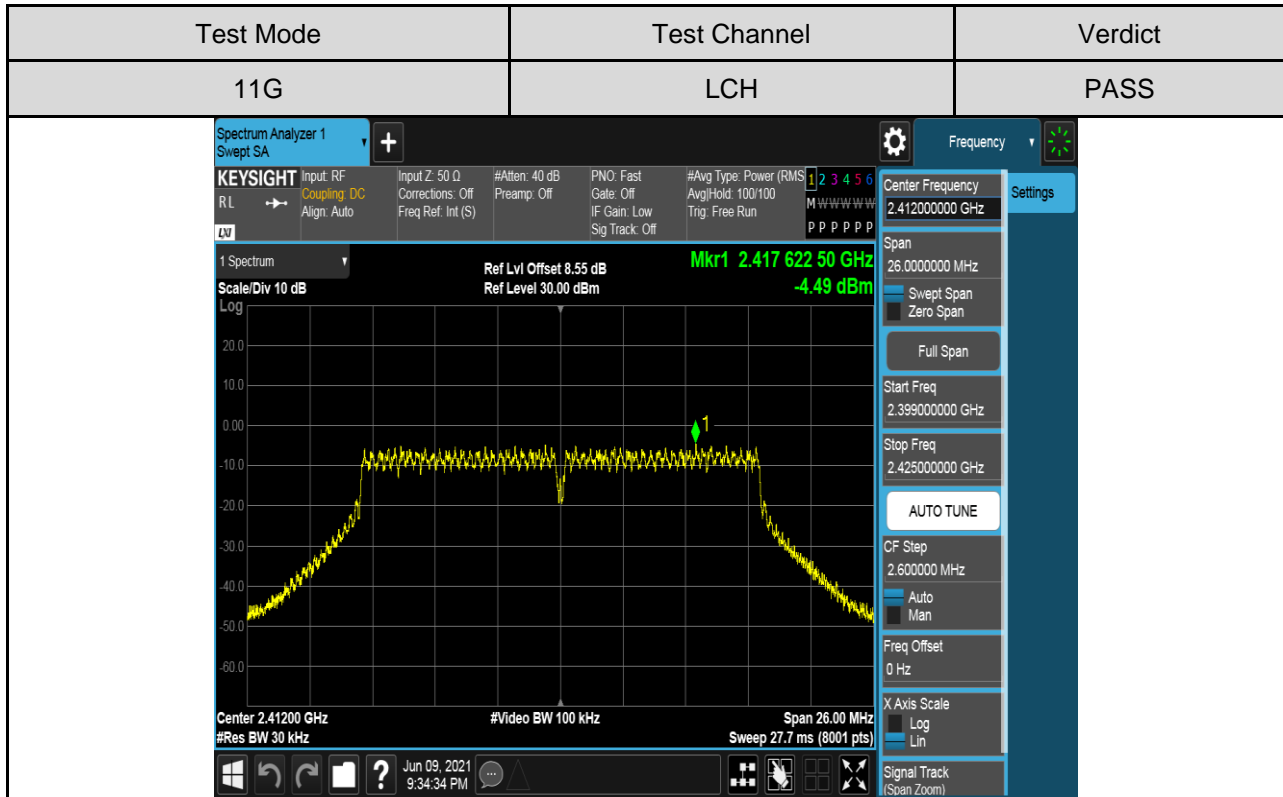 Test Mode Test Channel Verdict
11G LCH PASS
Spectrum Analyzer 1
Swept SA
+
Frequency
KEYSIGHT
RL
LXI
Input: RF
Coupling: DC
Align: Auto
Input Z: 50 Ω
Corrections: Off
Freq Ref: Int (S)
#Atten: 40 dB
Preamp: Off
PNO: Fast
Gate: Off
IF Gain: Low
Sig Track: Off
#Avg Type: Power (RMS
Avg|Hold: 100/100
Trig: Free Run
1 2 3 4 5 6
M W W W W W
P P P P P P
1 Spectrum
Scale/Div 10 dB
Ref Lvl Offset 8.55 dB
Ref Level 30.00 dBm
Mkr1 2.417 622 50 GHz
-4.49 dBm
Log
20.0
10.0
0.00
-10.0
-20.0
-30.0
-40.0
-50.0
-60.0
1
Center 2.41200 GHz
#Res BW 30 kHz
#Video BW 100 kHz
Span 26.00 MHz
Sweep 27.7 ms (8001 pts)
Center Frequency
2.412000000 GHz
Settings
Span
26.0000000 MHz
Swept Span
Zero Span
Full Span
Start Freq
2.399000000 GHz
Stop Freq
2.425000000 GHz
AUTO TUNE
CF Step
2.600000 MHz
Auto
Man
Freq Offset
0 Hz
X Axis Scale
Log
Lin
Signal Track
(Span Zoom)
?
Jun 09, 2021
9:34:34 PM